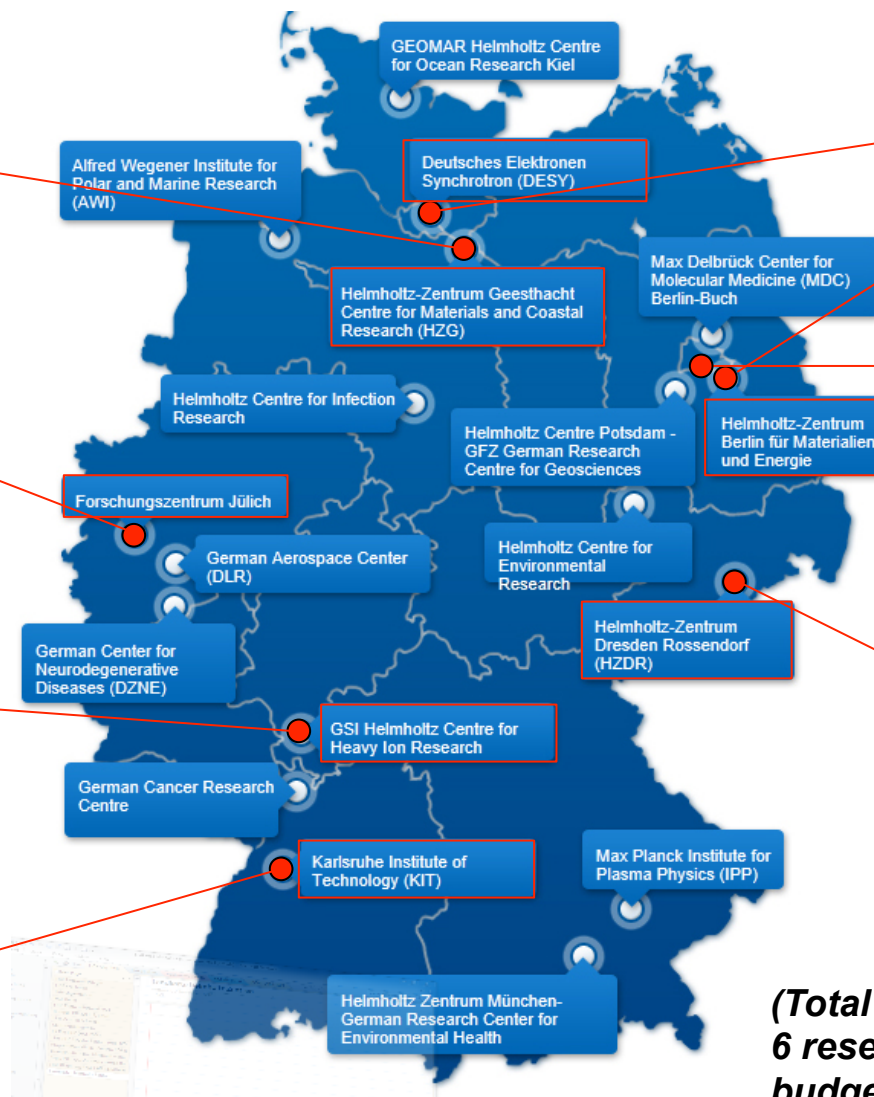 GEOMAR Helmholtz Centre
for Ocean Research Kiel
Alfred Wegener Institute for
Polar and Marine Research
(AWI)
Deutsches Elektronen
Synchrotron (DESY)
Max Delbrück Center for
Molecular Medicine (MDC)
Berlin-Buch
Helmholtz-Zentrum Geesthacht
Centre for Materials and Coastal
Research (HZG)
Helmholtz Centre for Infection
Research
Helmholtz Centre Potsdam -
GFZ German Research
Centre for Geosciences
Helmholtz-Zentrum
Berlin für Materialien
und Energie
Forschungszentrum Jülich
German Aerospace Center
(DLR)
Helmholtz Centre for
Environmental
Research
German Center for
Neurodegenerative
Diseases (DZNE)
Helmholtz-Zentrum
Dresden Rossendorf
(HZDR)
GSI Helmholtz Centre for
Heavy Ion Research
German Cancer Research
Centre
Karlsruhe Institute of
Technology (KIT)
Max Planck Institute for
Plasma Physics (IPP)
Helmholtz Zentrum München-
German Research Center for
Environmental Health
(Total
6 rese
budge